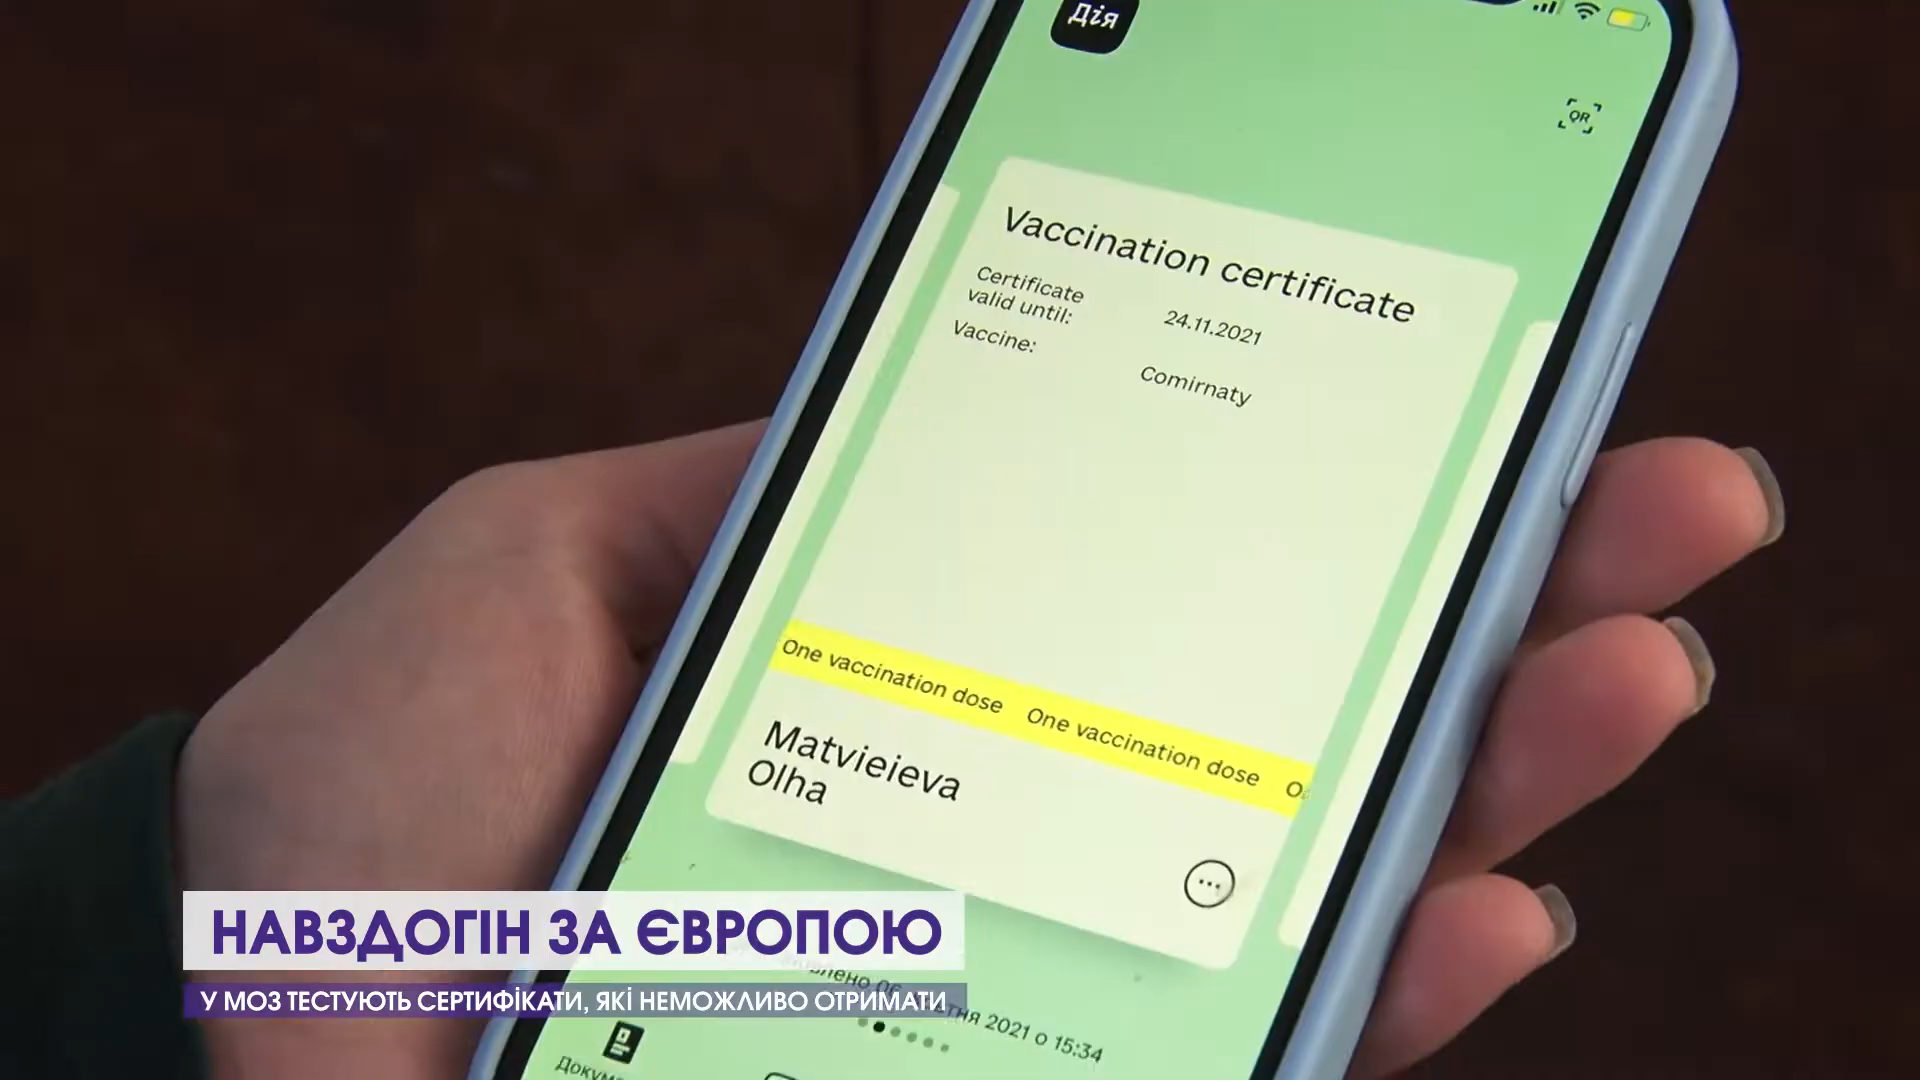 Дія
QR
Vaccination certificate
Certificate
valid until:
24.11.2021
Vaccine:
Comirnaty
One vaccination dose One vaccination dose
Matvieieva
Olha
НАВЗДОГІН ЗА ЄВРОПОЮ
У МОЗ ТЕСТУЮТЬ СЕРТИФІКАТИ, ЯКІ НЕМОЖЛИВО ОТРИМАТИ
2021 о 15:34